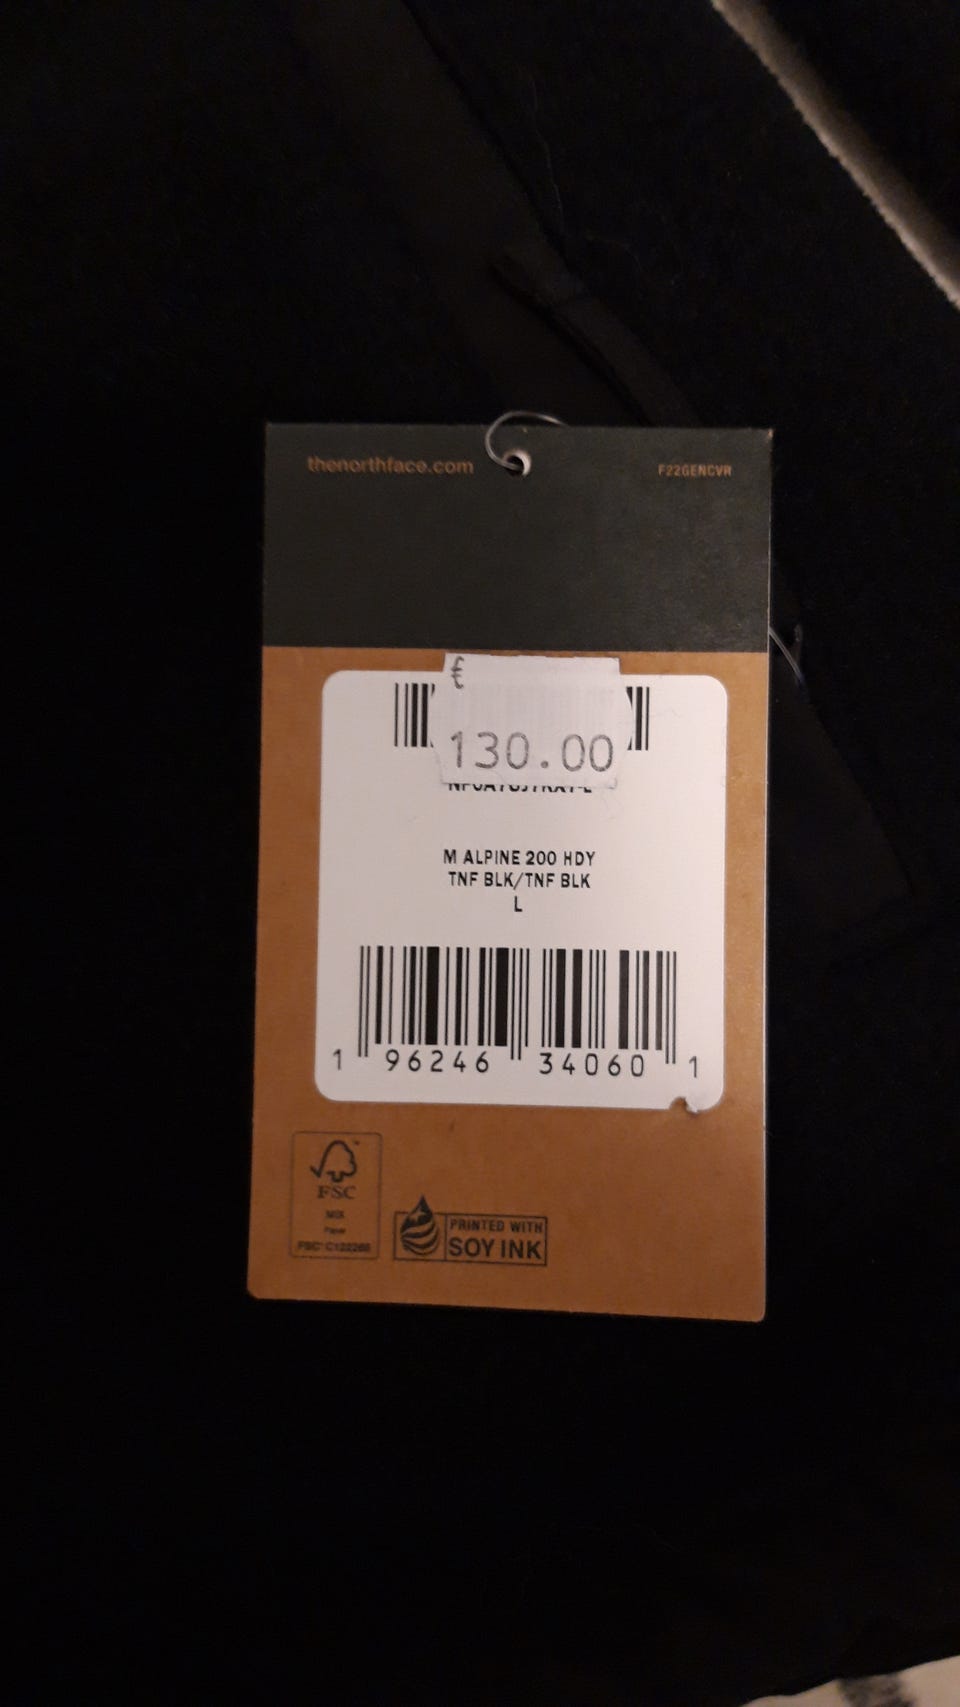 thenorthface.com
F22GENCVR
€
130.00
M ALPINE 200 HDY
TNF BLK/TNF BLK
L
1 96246 34060 1
FSC
MIX
Paper
PRINTED WITH
SOY INK